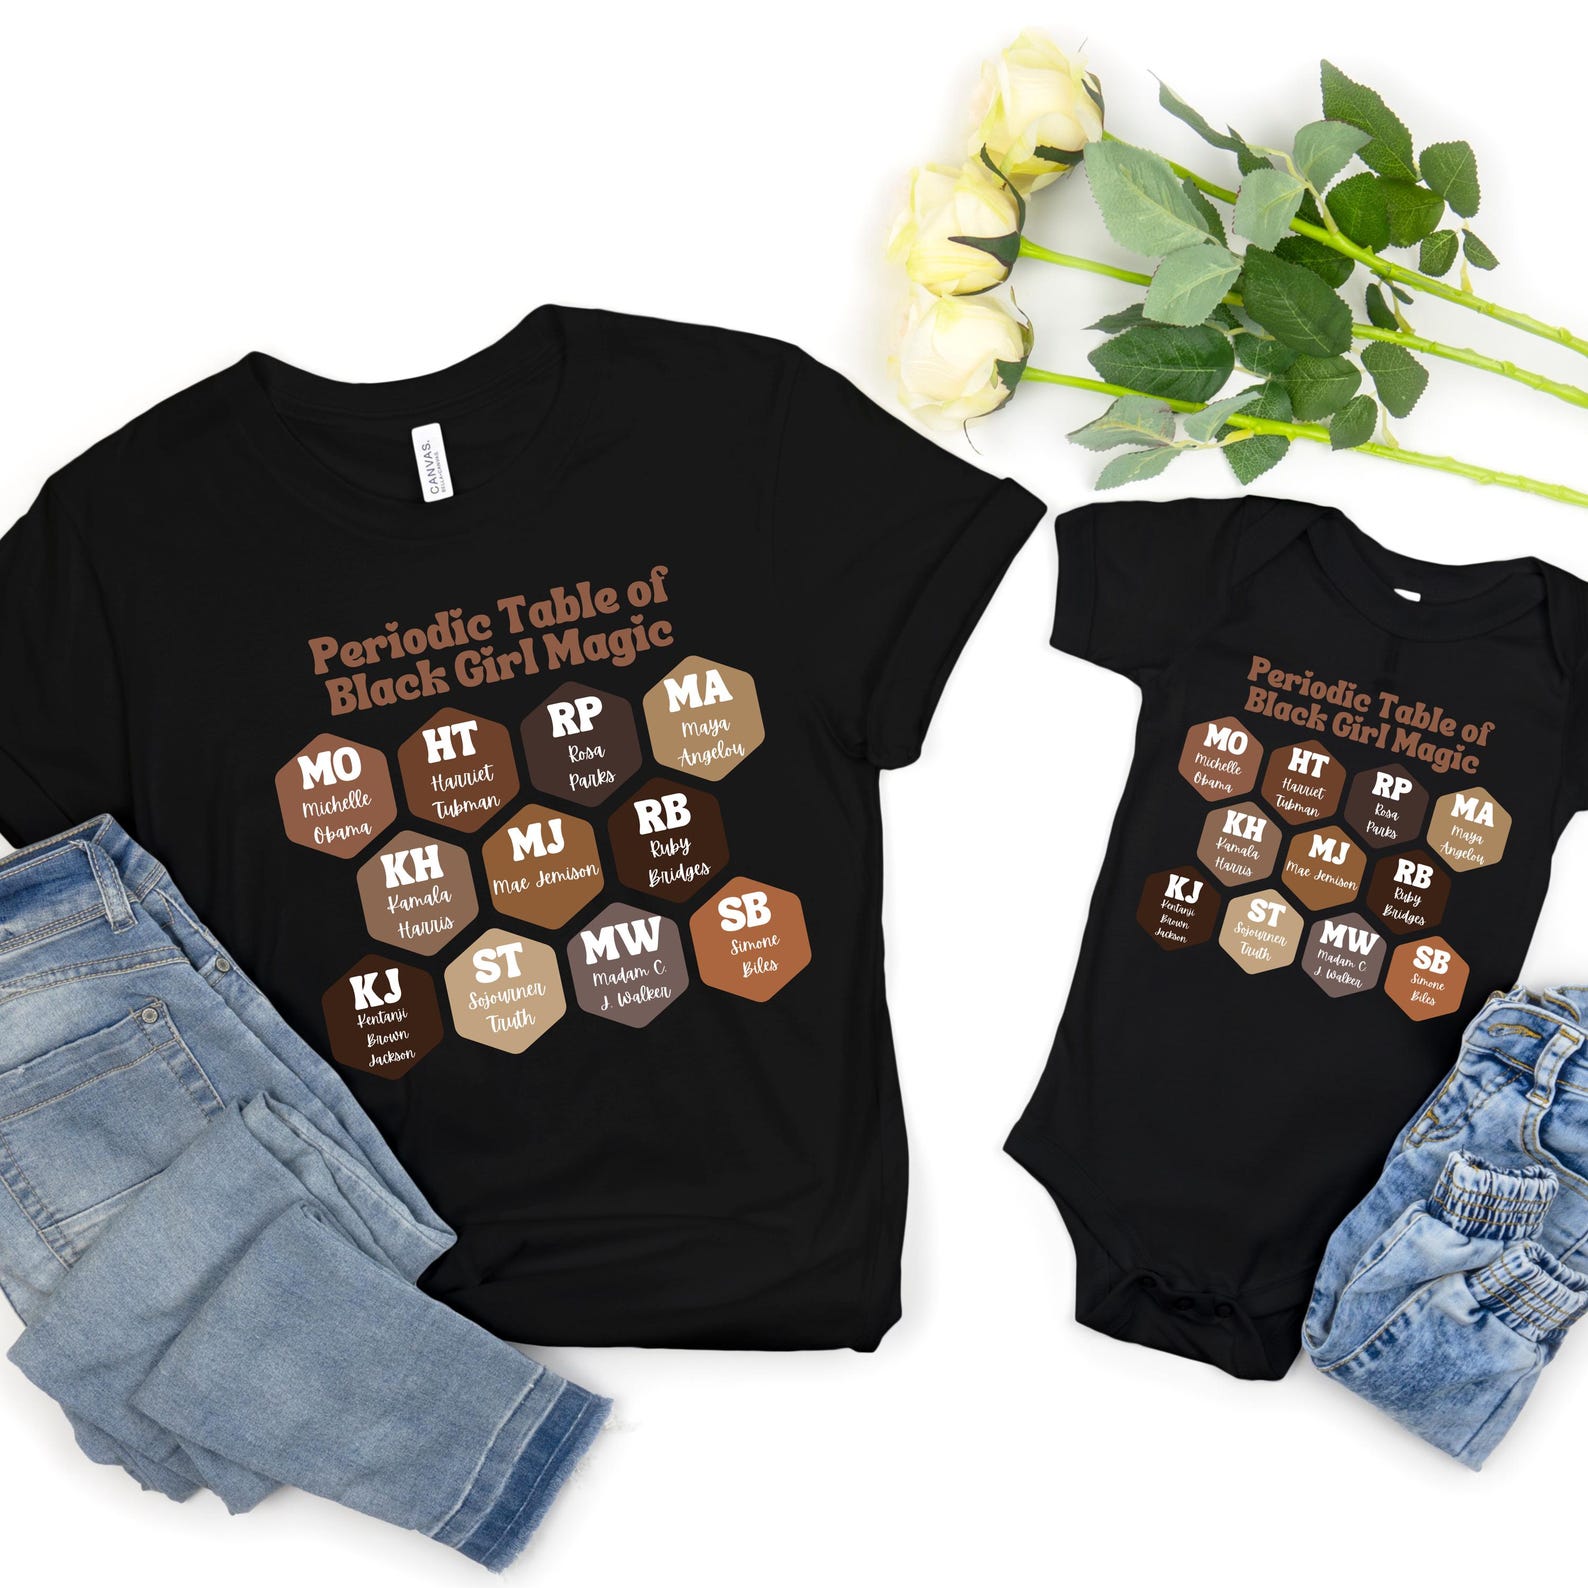 CANVAS.
BELLA+CANVAS
Periodic Table of
Black Girl Magic
MO
Michelle
Obama
HT
Harriet
Tubman
RP
Rosa
Parks
MA
Maya
Angelou
KH
Kamala
Harris
MJ
Mae Jemison
RB
Ruby
Bridges
KJ
Kentanji
Brown
Jackson
ST
Sojourner
Truth
MW
Madam C.
J. Walker
SB
Simone
Biles
Periodic Table of
Black Girl Magic
MO
Michelle
Obama
HT
Harriet
Tubman
RP
Rosa
Parks
MA
Maya
Angelou
KH
Kamala
Harris
MJ
Mae Jemison
RB
Ruby
Bridges
KJ
Kentanji
Brown
Jackson
ST
Sojourner
Truth
MW
Madam C.
J. Walker
SB
Simone
Biles